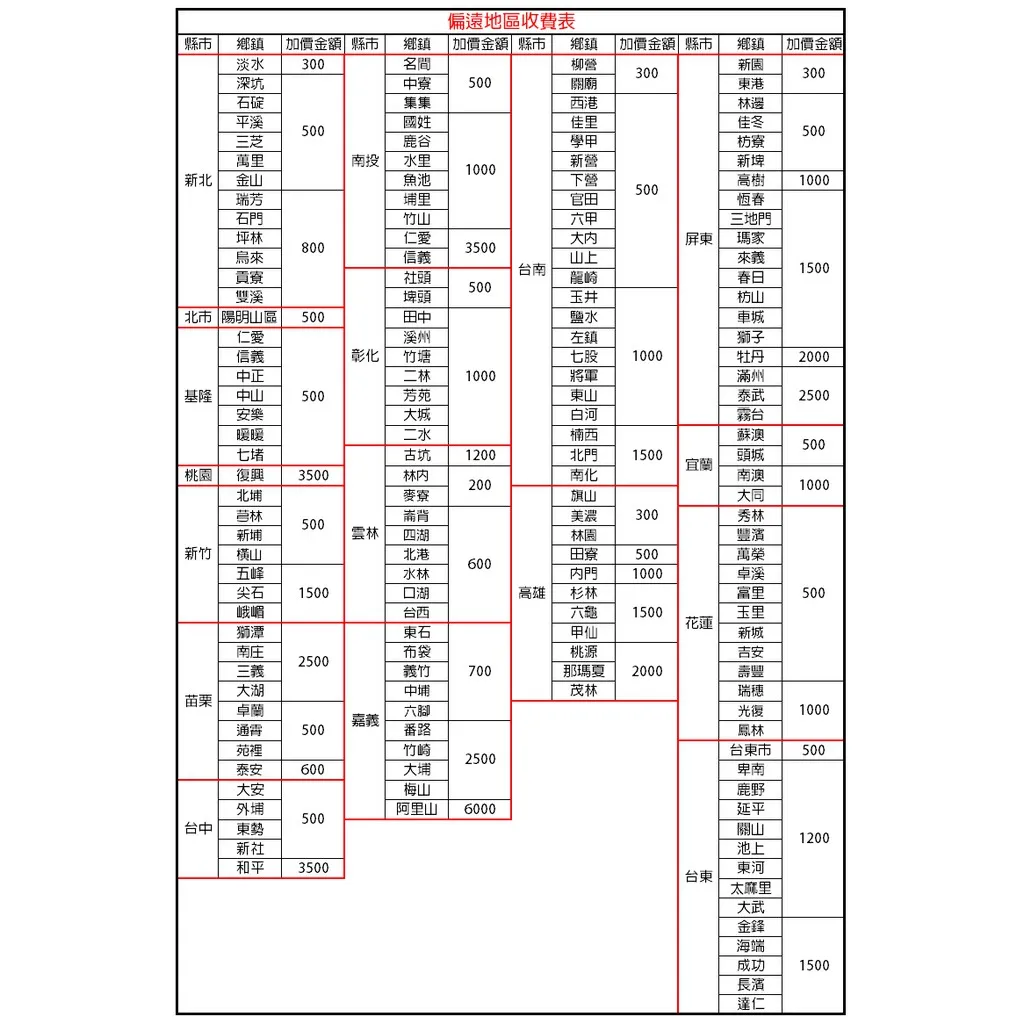 偏遠地區收費表
縣市 鄉鎮 加價金額 縣市 鄉鎮 加價金額 縣市 鄉鎮 加價金額 縣市 鄉鎮 加價金額
新北
淡水
300
深坑
石碇
平溪
三芝
萬里
金山
500
瑞芳
石門
坪林
烏來
貢寮
雙溪
800
北市
陽明山區
500
基隆
仁愛
信義
中正
中山
安樂
暖暖
七堵
500
桃園
復興
3500
新竹
北埔
芎林
新埔
橫山
500
五峰
尖石
峨嵋
1500
苗栗
獅潭
南庄
三義
大湖
2500
卓蘭
通霄
苑裡
500
泰安
600
台中
大安
外埔
東勢
新社
500
和平
3500
南投
名間
中寮
集集
500
國姓
鹿谷
水里
魚池
埔里
竹山
1000
仁愛
信義
3500
彰化
社頭
埤頭
500
田中
溪州
竹塘
二林
芳苑
大城
二水
1000
雲林
古坑
1200
林內
麥寮
200
崙背
四湖
北港
水林
口湖
台西
600
嘉義
東石
布袋
義竹
中埔
六腳
700
番路
竹崎
大埔
梅山
2500
阿里山
6000
台南
柳營
關廟
300
西港
佳里
學甲
新營
下營
官田
六甲
大內
山上
龍崎
500
玉井
鹽水
左鎮
七股
將軍
東山
白河
1000
楠西
北門
南化
1500
高雄
旗山
美濃
林園
300
田寮
500
內門
1000
杉林
六龜
甲仙
1500
桃源
那瑪夏
茂林
2000
屏東
新園
東港
300
林邊
佳冬
枋寮
新埤
500
高樹
1000
恆春
三地門
瑪家
來義
春日
枋山
車城
獅子
1500
牡丹
2000
滿州
泰武
霧台
2500
宜蘭
蘇澳
頭城
500
南澳
大同
1000
花蓮
秀林
豐濱
萬榮
卓溪
富里
玉里
新城
吉安
壽豐
500
瑞穗
光復
鳳林
1000
台東
台東市
500
卑南
鹿野
延平
關山
池上
東河
太麻里
大武
1200
金鋒
海端
成功
長濱
達仁
1500